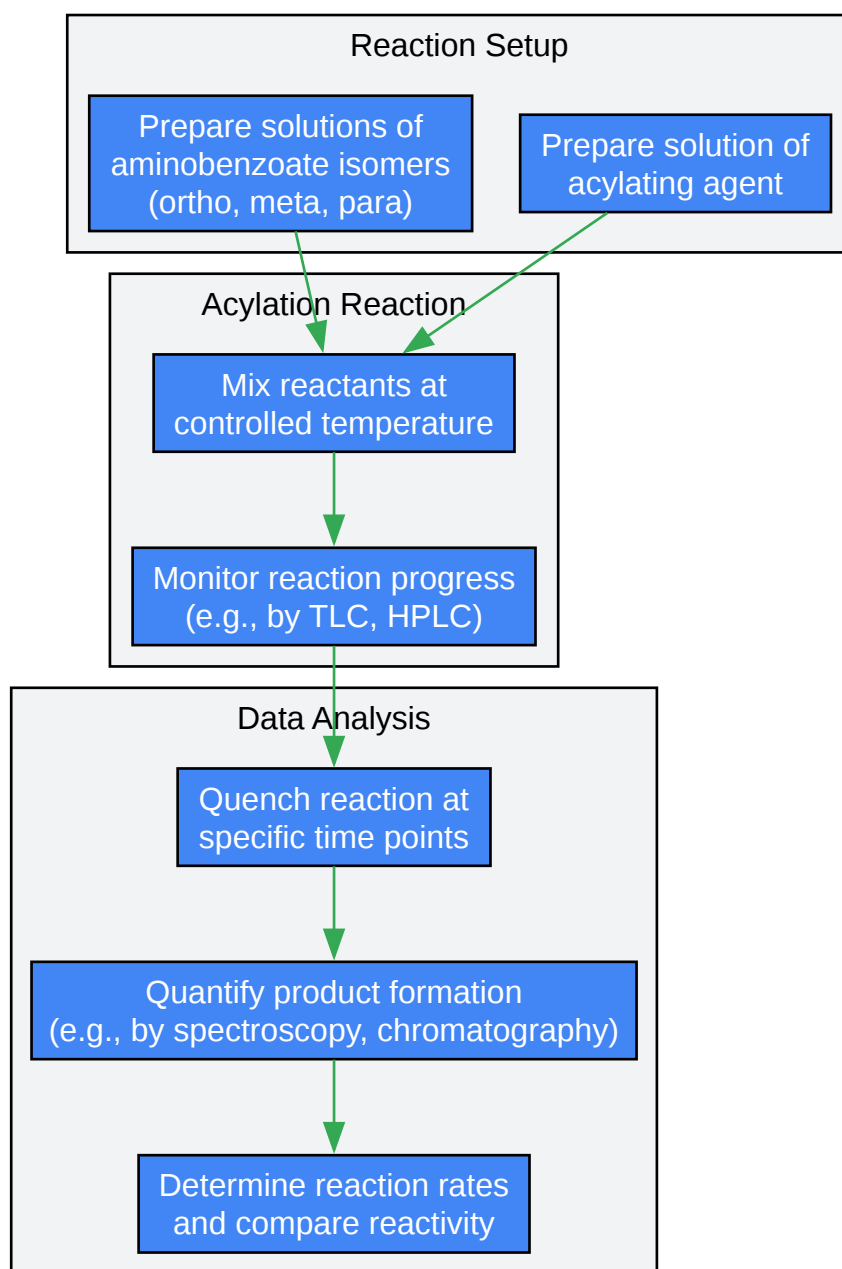 Reaction Setup
Prepare solutions of
aminobenzoate isomers
(ortho, meta, para)
Prepare solution of
acylating agent
Acylation Reaction
Mix reactants at
controlled temperature
Monitor reaction progress
(e.g., by TLC, HPLC)
Data Analysis
Quench reaction at
specific time points
Quantify product formation
(e.g., by spectroscopy, chromatography)
Determine reaction rates
and compare reactivity